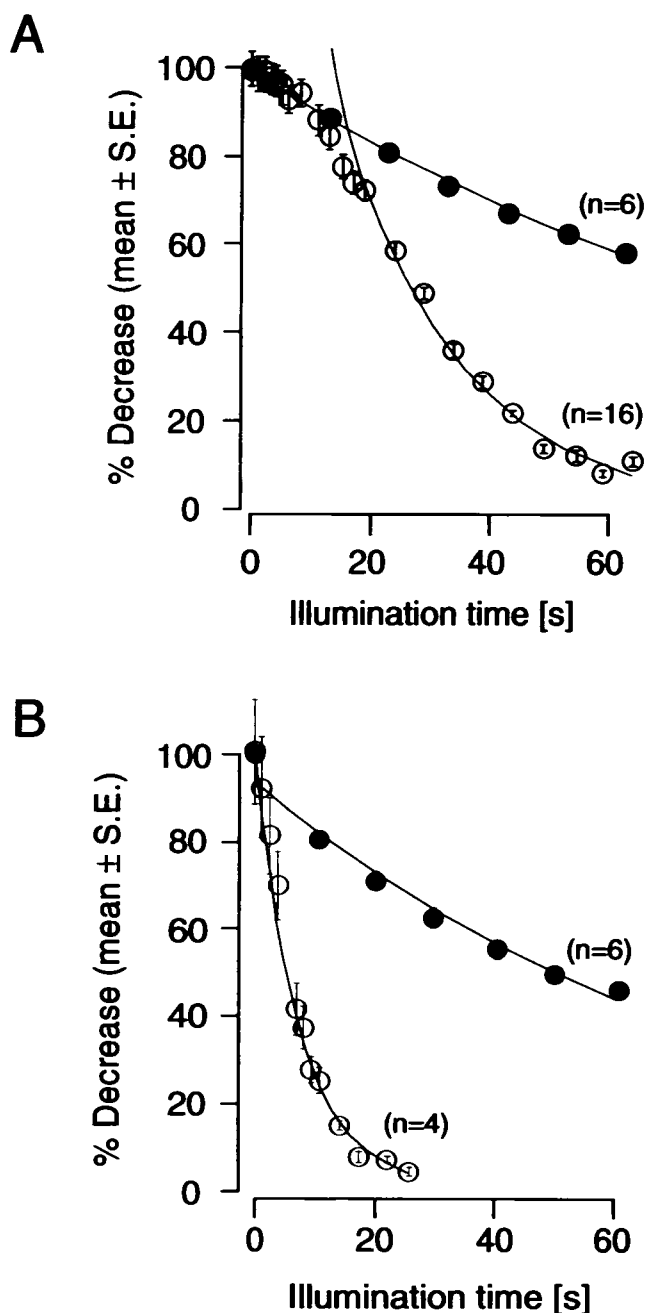 A
% Decrease (mean ± S.E.)
100
80
60
40
20
0
(n=6)
(n=16)
0 20 40 60
Illumination time [s]
B
% Decrease (mean ± S.E.)
100
80
60
40
20
0
(n=6)
(n=4)
0 20 40 60
Illumination time [s]